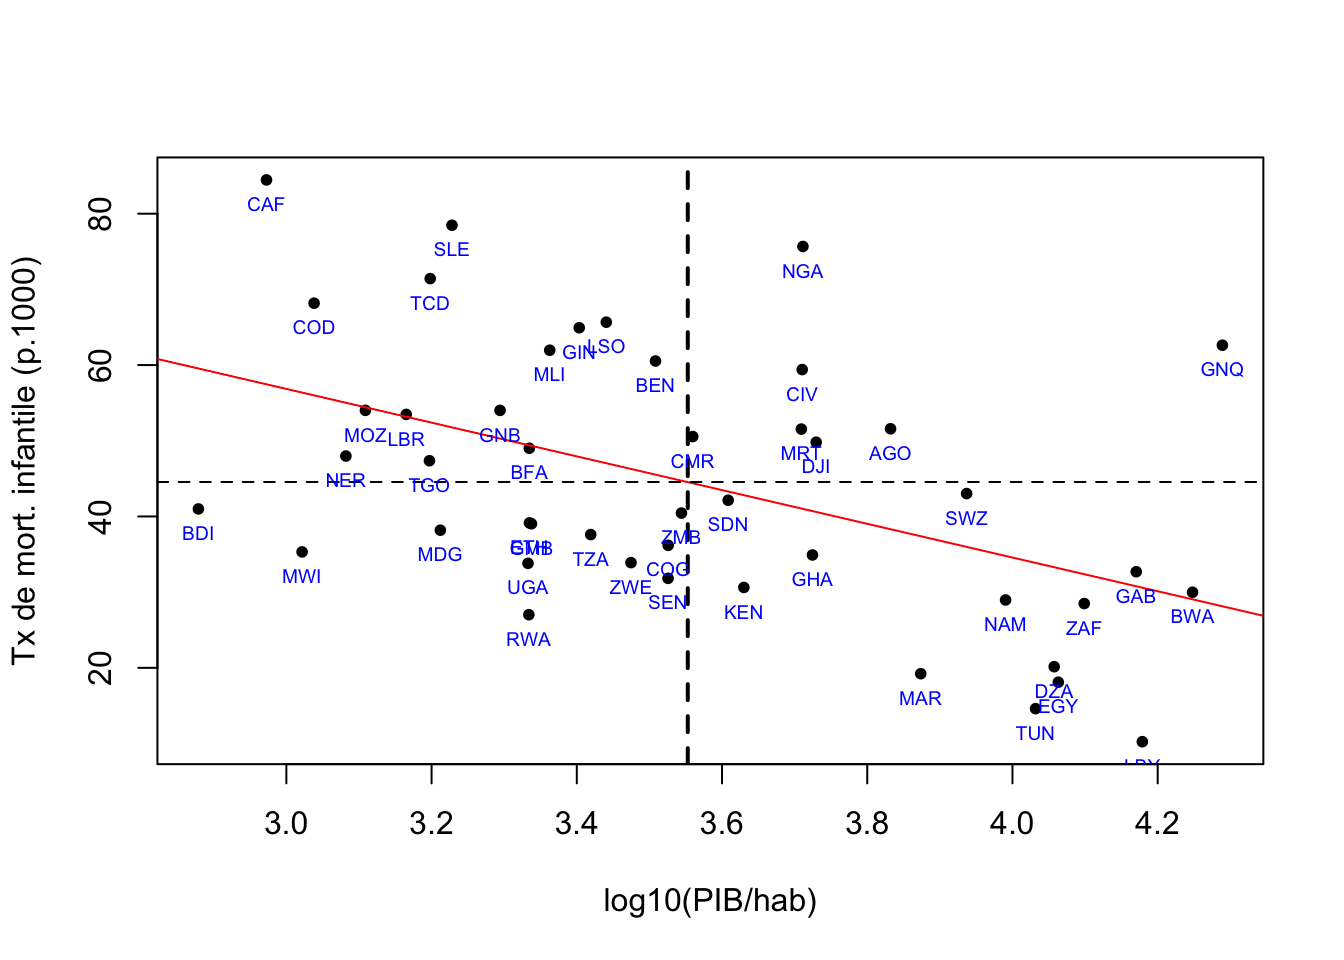 Tx de mort. infantile (p.1000)
80
60
40
20
CAF
SLE
NGA
TCD
COD
GIN
LSO
MLI
BEN
GNQ
CIV
MOZ
LBR
GNB
BFA
CMR
MRT
DJI
AGO
NER
TGO
BDI
MDG
ETH
GMB
TZA
ZMB
SDN
SWZ
MWI
UGA
ZWE
COG
SEN
KEN
GHA
GAB
BWA
NAM
ZAF
RWA
MAR
DZA
EGY
TUN
3.0 3.2 3.4 3.6 3.8 4.0 4.2
log10(PIB/hab)